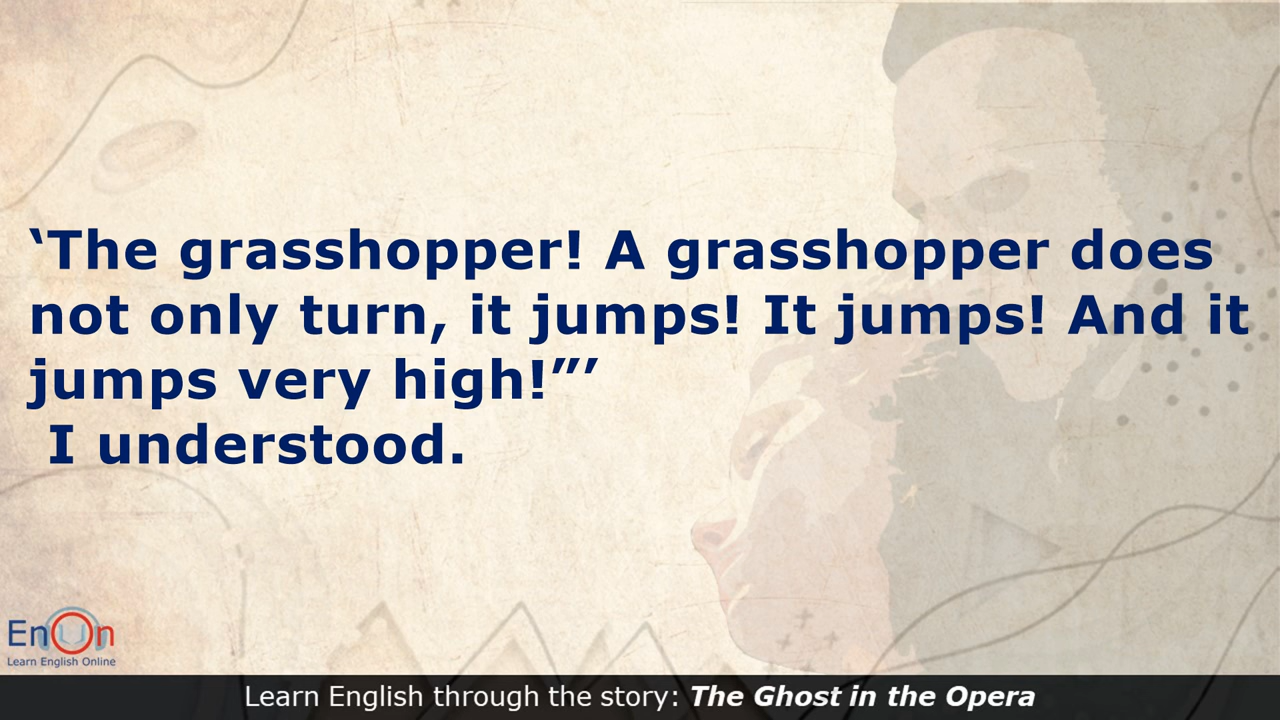 ‘The grasshopper! A grasshopper does
not only turn, it jumps! It jumps! And it
jumps very high!”’
I understood.
EnOn
Learn English Online
Learn English through the story: The Ghost in the Opera